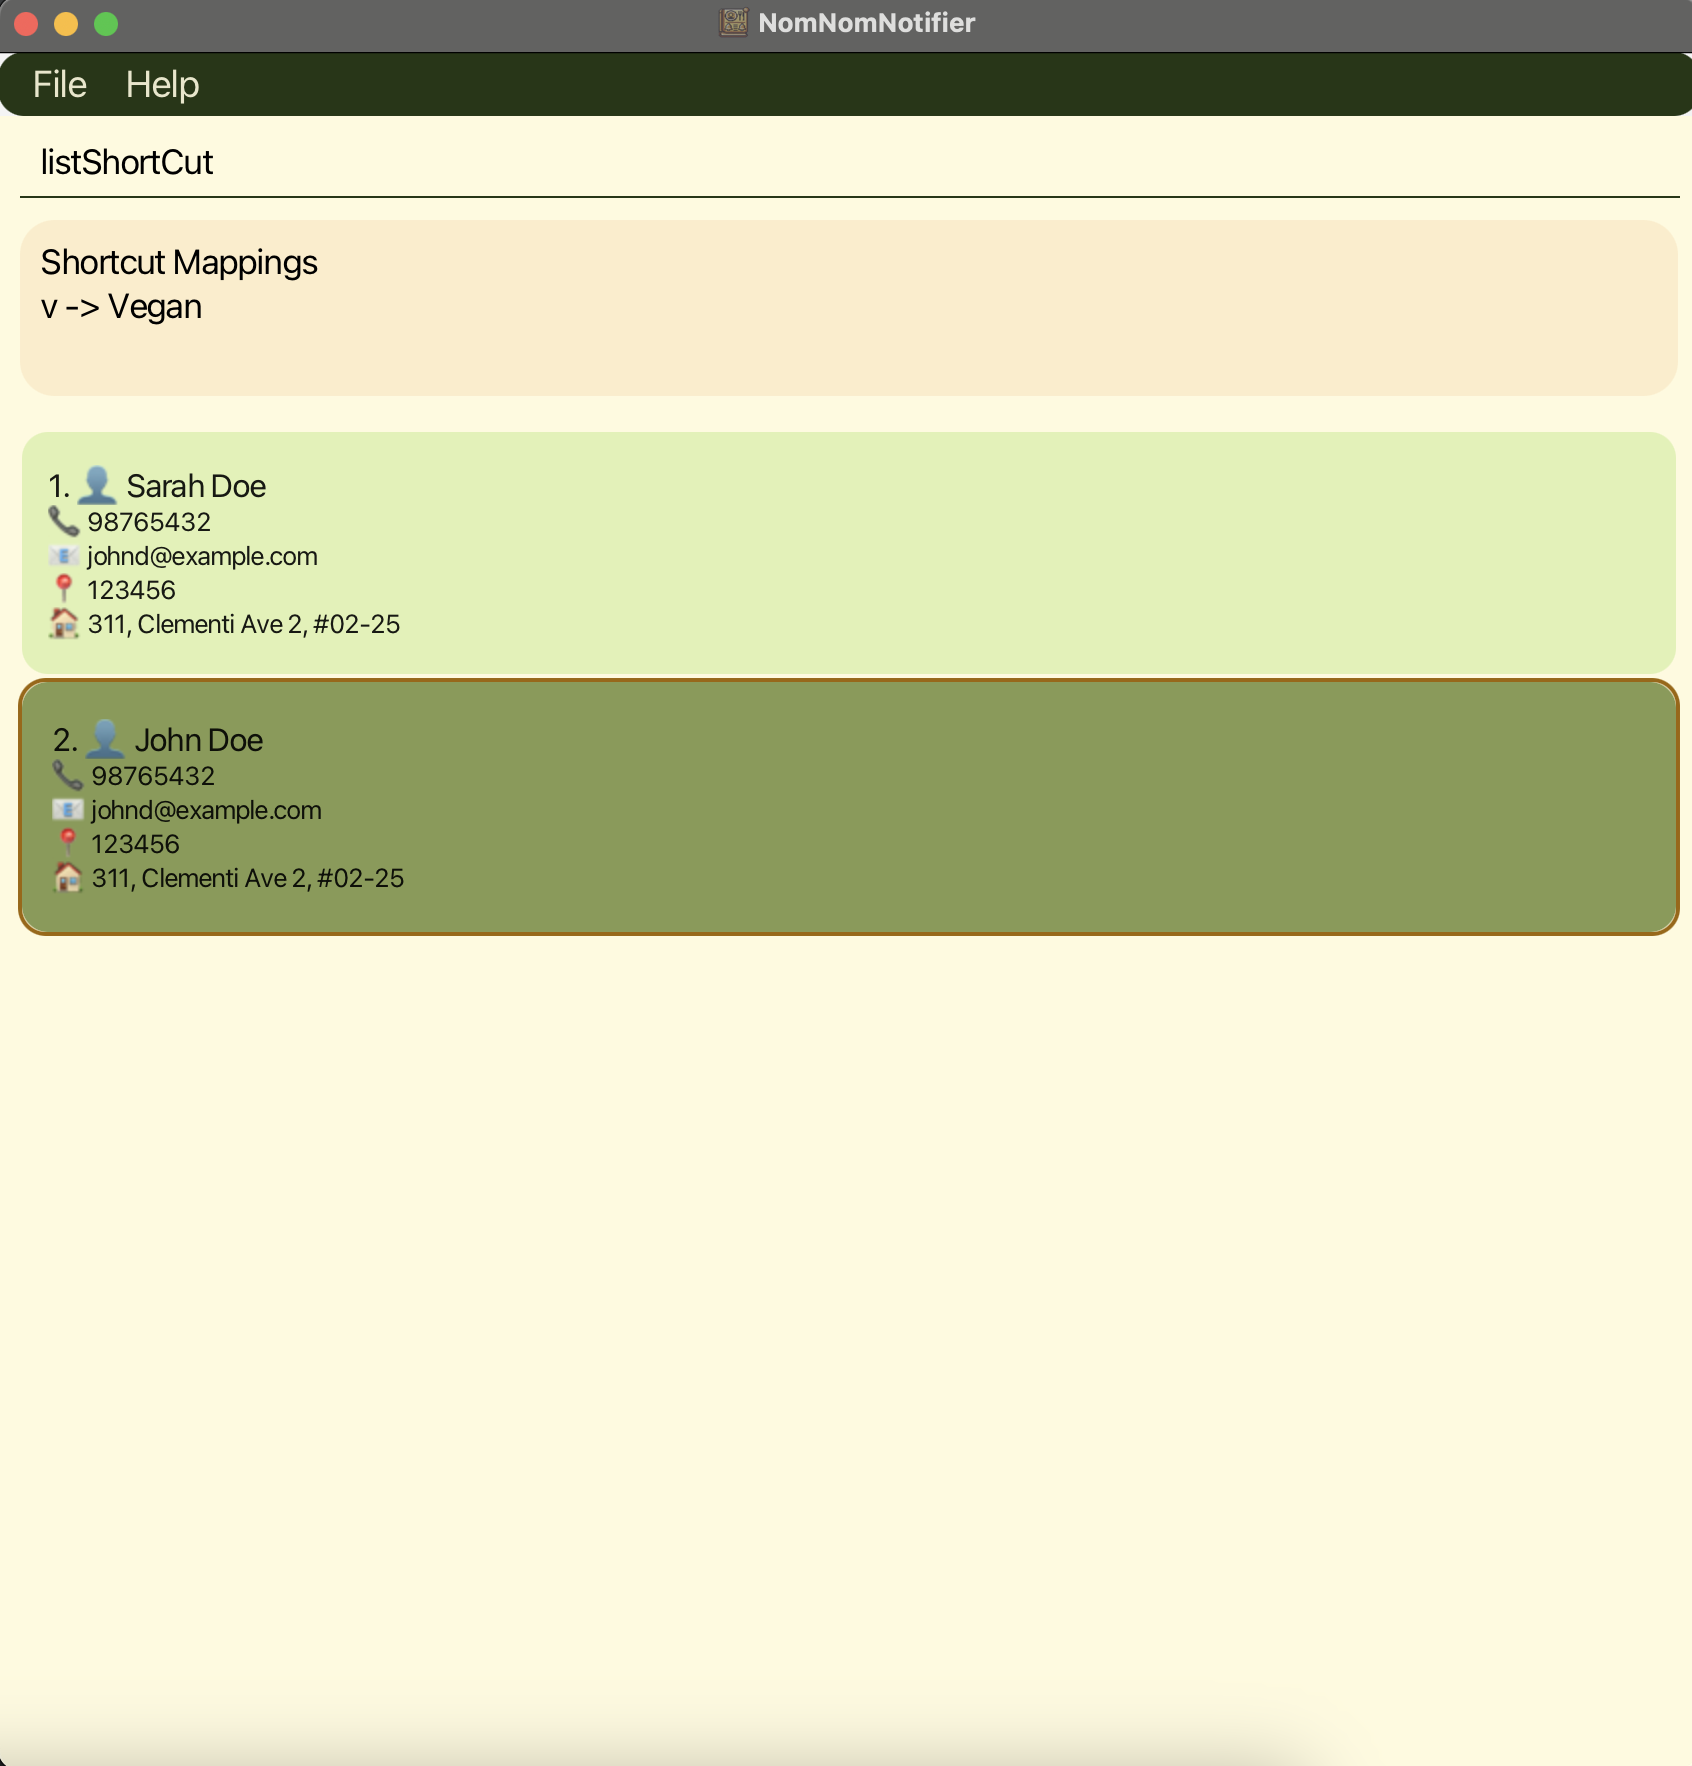 NomNomNotifier
File Help
listShortCut
Shortcut Mappings
v -> Vegan
1. Sarah Doe
98765432
johnd@example.com
123456
311, Clementi Ave 2, #02-25
2. John Doe
98765432
johnd@example.com
123456
311, Clementi Ave 2, #02-25